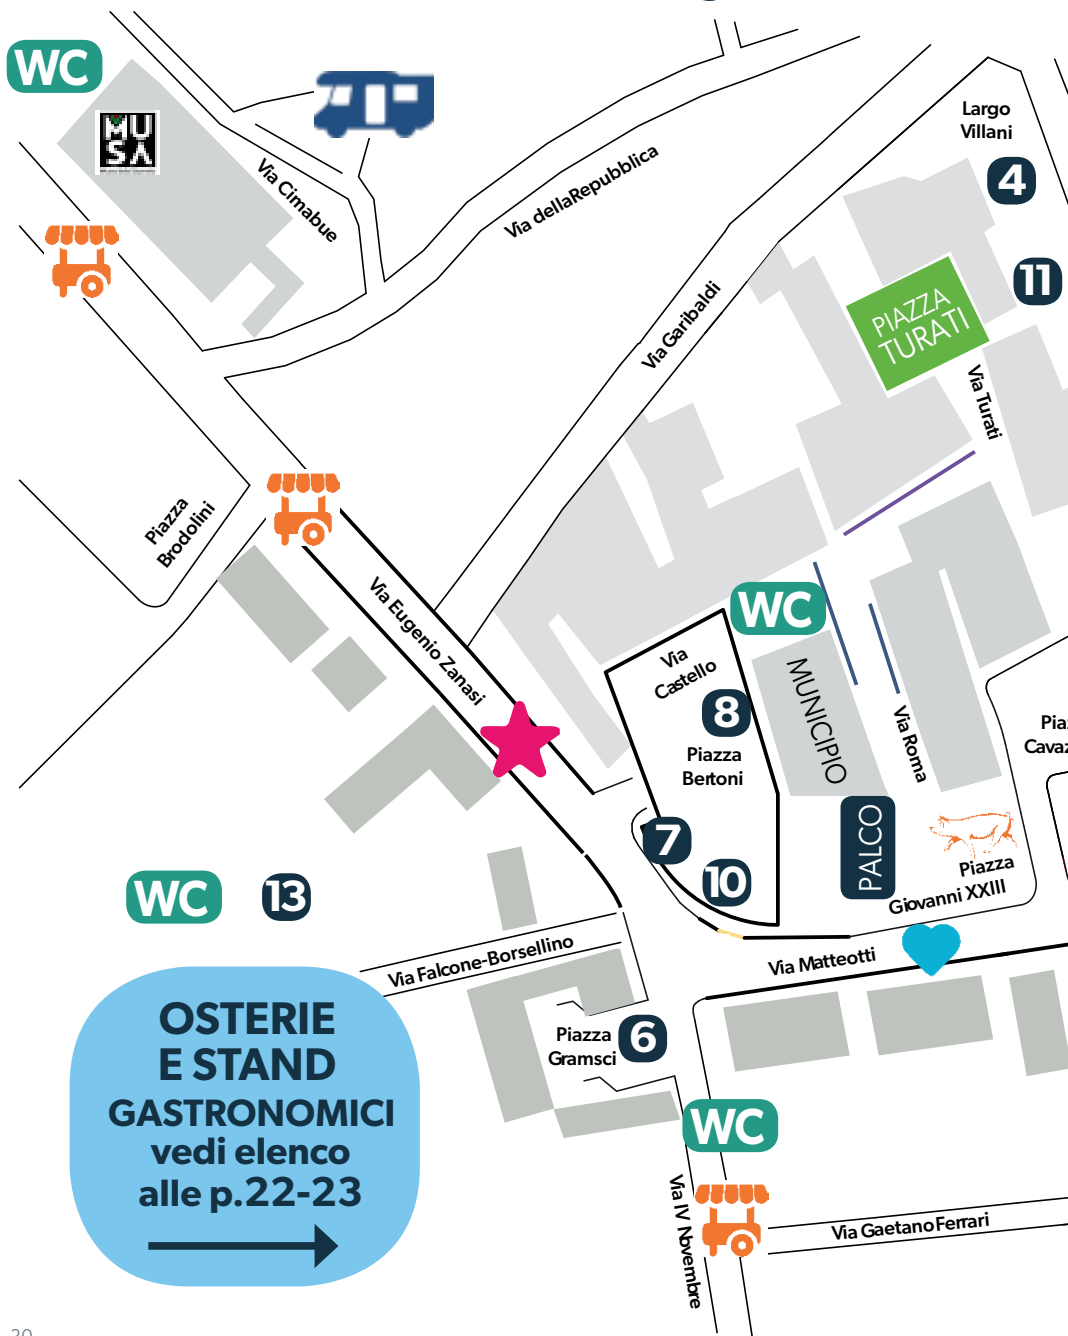 WC
MU
SA
Via Cimabue
Via dellaRepubblica
Largo
Villani
4
11
PIAZZA
TURATI
Via Garibaldi
Via Turati
Piazza
Brodolini
Via Eugenio Zanasi
WC
Via
Castello
8
Piazza
Bertoni
MUNICIPIO
Via Roma
7
10
PALCO
Piazza
Giovanni XXIII
WC
13
Via Falcone-Borsellino
Via Matteotti
OSTERIE
E STAND
GASTRONOMICI
vedi elenco
alle p.22-23
Piazza
Gramsci
6
WC
Via IV Novembre
Via GaetanoFerrari